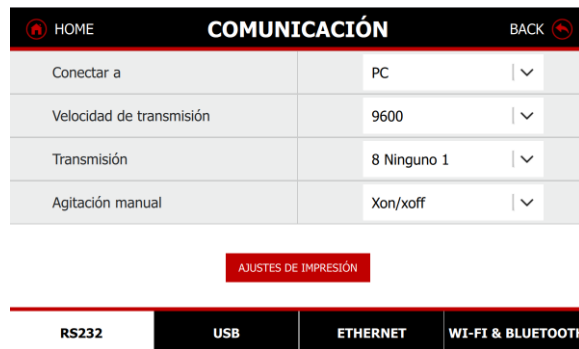 HOME COMUNICACIÓN BACK
Conectar a PC
Velocidad de transmisión 9600
Transmisión 8 Ninguno 1
Agitación manual Xon/xoff
AJUSTES DE IMPRESIÓN
RS232 USB ETHERNET WI-FI & BLUETOOTH